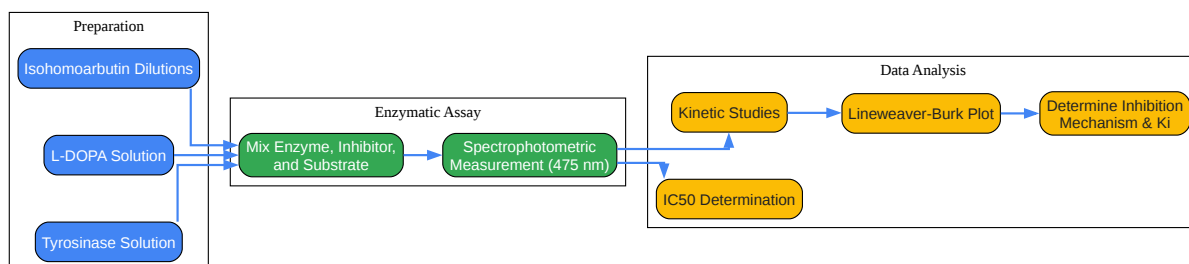 Preparation
Isohomoarbutin Dilutions
L-DOPA Solution
Tyrosinase Solution
Enzymatic Assay
Mix Enzyme, Inhibitor,
and Substrate
Spectrophotometric
Measurement (475 nm)
Data Analysis
Kinetic Studies
Lineweaver-Burk Plot
Determine Inhibition
Mechanism & Ki
IC50 Determination